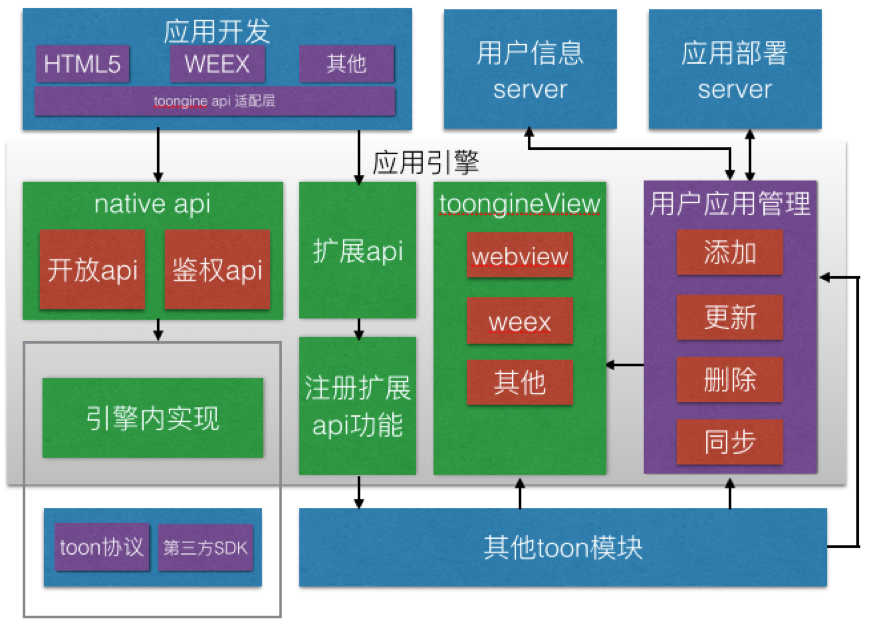 应用开发
HTML5
WEEX
其他
toongine api 适配层
用户信息
server
应用部署
server
应用引擎
native api
开放api
鉴权api
扩展api
toongineView
webview
weex
其他
用户应用管理
添加
更新
删除
同步
引擎内实现
注册扩展
api功能
toon协议
第三方SDK
其他toon模块